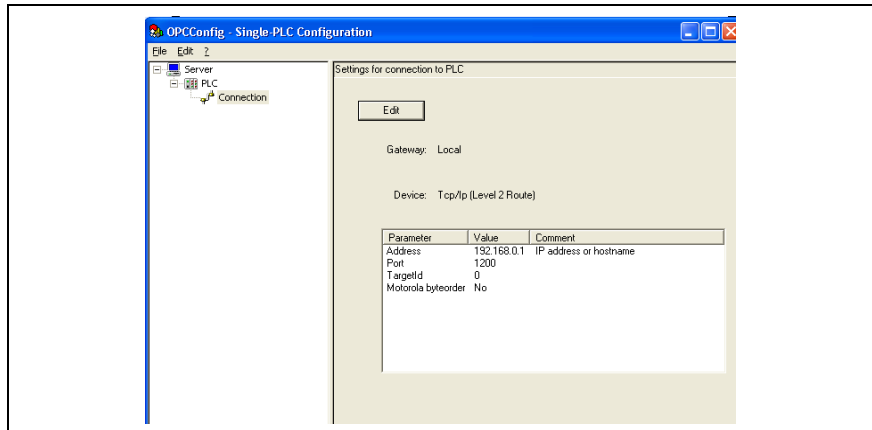 OPCConfig - Single-PLC Configuration
File Edit ?
Server
PLC
Connection
Settings for connection to PLC
Edit
Gateway: Local
Device: Tcp/Ip (Level 2 Route)
Parameter Value Comment
Address 192.168.0.1 IP address or hostname
Port 1200
TargetId 0
Motorola byteorder No